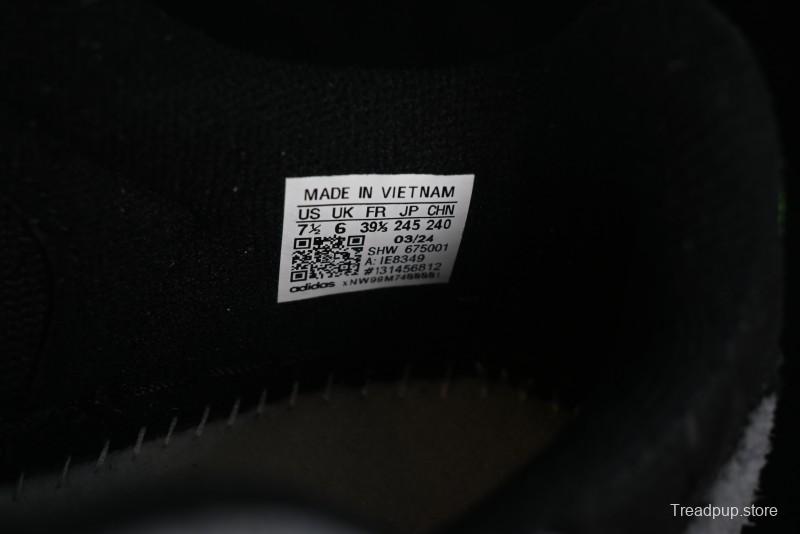 MADE IN VIETNAM
US UK FR JP CHN
7½ 6 39⅓ 245 240
03/24
SHW 675001
A: IE8349
#131456812
adidas
Treadpup.store